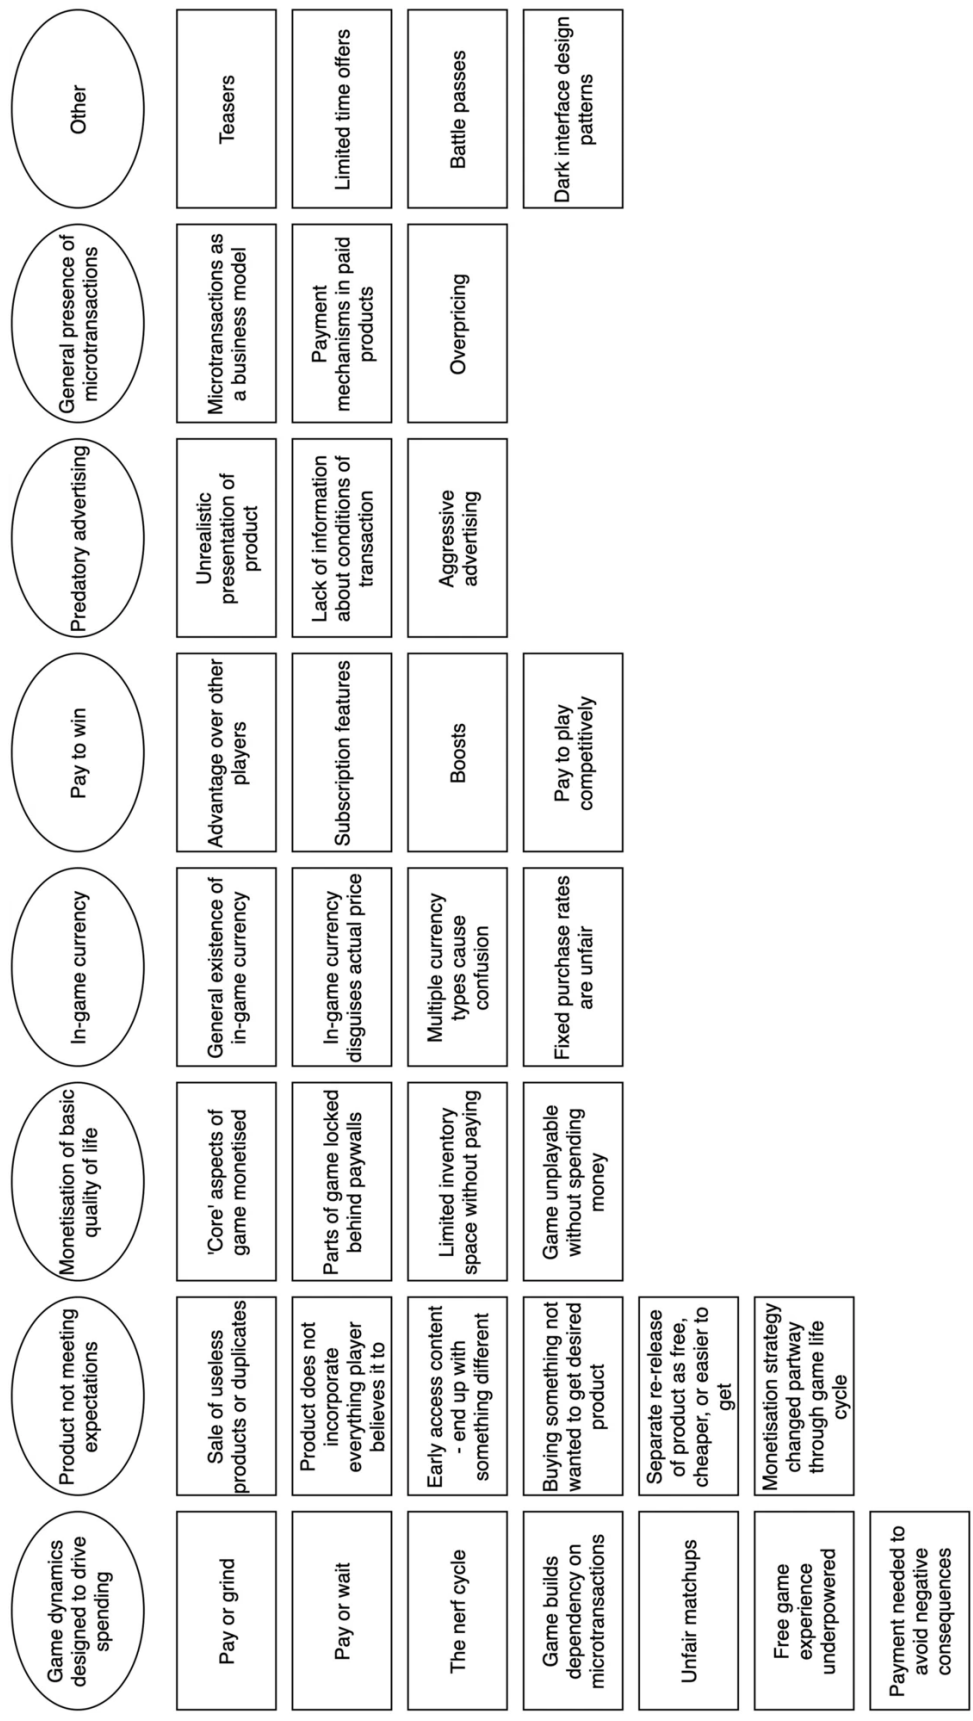 Game dynamics
designed to drive
spending
Pay or grind
Pay or wait
The nerf cycle
Game builds
dependency on
microtransactions
Unfair matchups
Free game
experience
underpowered
Payment needed to
avoid negative
consequences
Product not meeting
expectations
Sale of useless
products or duplicates
Product does not
incorporate
everything player
believes it to
Early access content
- end up with
something different
Buying something not
wanted to get desired
product
Separate re-release
of product as free,
cheaper, or easier to
get
Monetisation strategy
changed partway
through game life
cycle
Monetisation of basic
quality of life
'Core' aspects of
game monetised
Parts of game locked
behind paywalls
Limited inventory
space without paying
Game unplayable
without spending
money
In-game currency
General existence of
in-game currency
In-game currency
disguises actual price
Multiple currency
types cause
confusion
Fixed purchase rates
are unfair
Pay to win
Advantage over other
players
Subscription features
Boosts
Pay to play
competitively
Predatory advertising
Unrealistic
presentation of
product
Lack of information
about conditions of
transaction
Aggressive
advertising
General presence of
microtransactions
Microtransactions as
a business model
Payment
mechanisms in paid
products
Overpricing
Other
Teasers
Limited time offers
Battle passes
Dark interface design
patterns